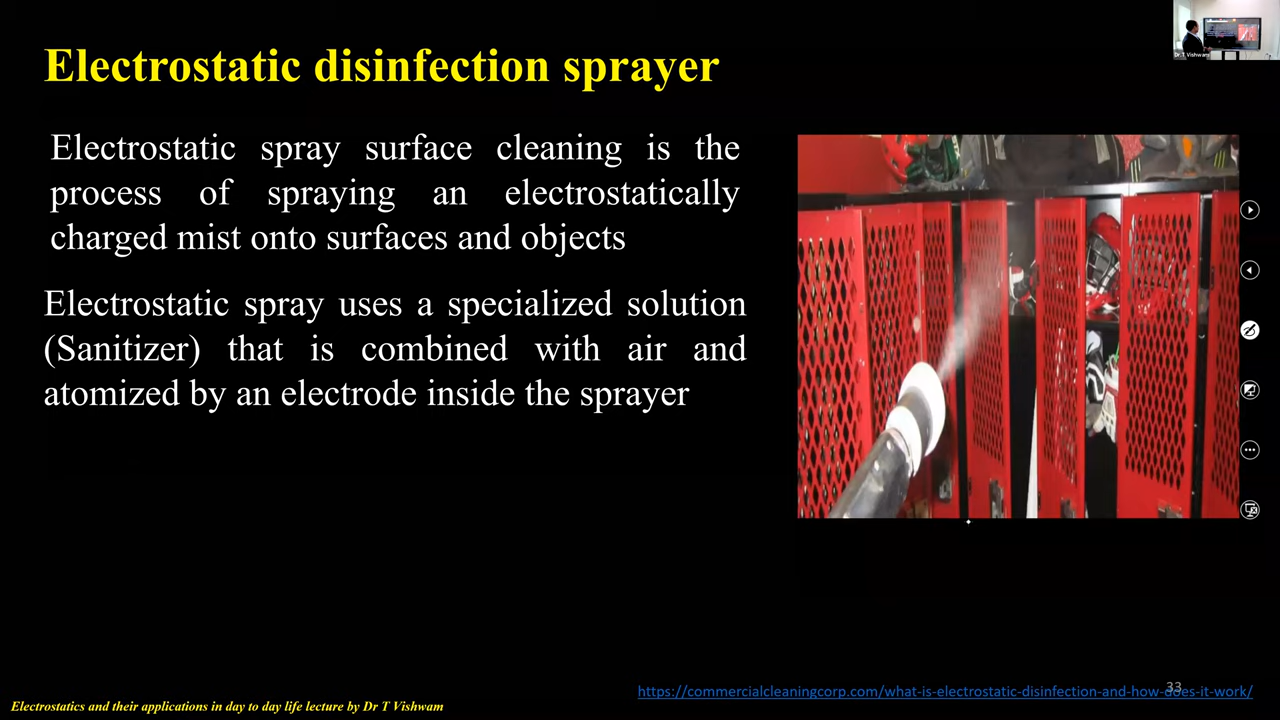 Electrostatic disinfection sprayer
Dr.T Vishwam
Electrostatic spray surface cleaning is the
process of spraying an electrostatically
charged mist onto surfaces and objects
Electrostatic spray uses a specialized solution
(Sanitizer) that is combined with air and
atomized by an electrode inside the sprayer
33
https://commercialcleaningcorp.com/what-is-electrostatic-disinfection-and-how-does-it-work/
Electrostatics and their applications in day to day life lecture by Dr T Vishwam